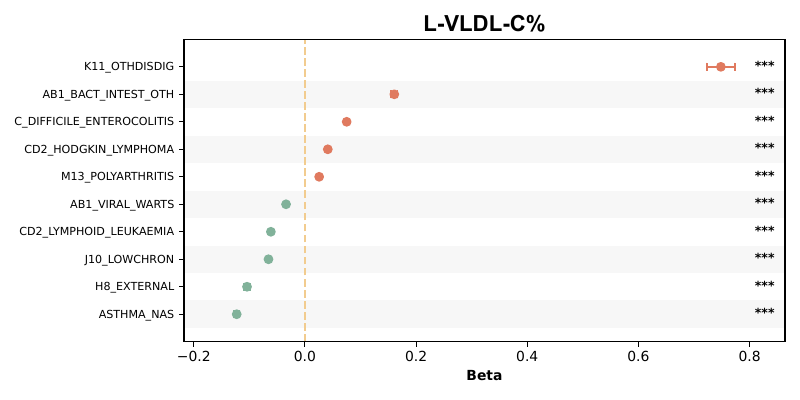 L-VLDL-C%
K11_OTHDISDIG ***
AB1_BACT_INTEST_OTH ***
C_DIFFICILE_ENTEROCOLITIS ***
CD2_HODGKIN_LYMPHOMA ***
M13_POLYARTHRITIS ***
AB1_VIRAL_WARTS ***
CD2_LYMPHOID_LEUKAEMIA ***
J10_LOWCHRON ***
H8_EXTERNAL ***
ASTHMA_NAS ***
−0.2 0.0 0.2 0.4 0.6 0.8
Beta